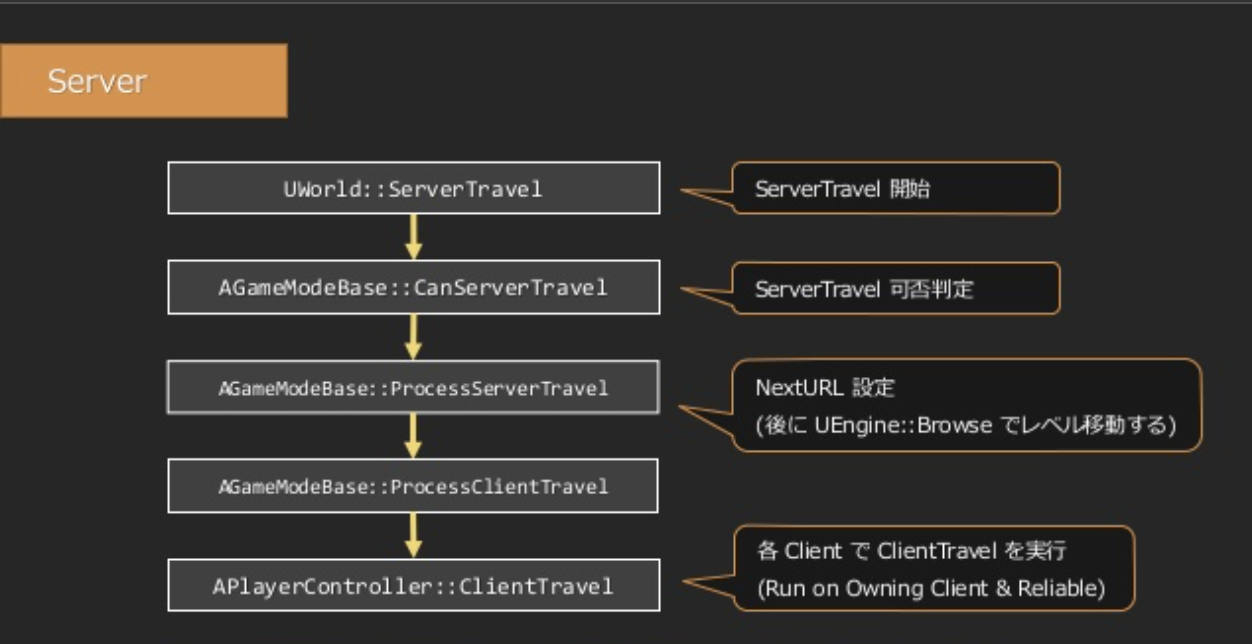 Server
UWorld::ServerTravel
ServerTravel 開始
AGameModeBase::CanServerTravel
ServerTravel 可否判定
AGameModeBase::ProcessServerTravel
NextURL 設定
(後に UEngine::Browse でレベル移動する)
AGameModeBase::ProcessClientTravel
APlayerController::ClientTravel
各 Client で ClientTravel を実行
(Run on Owning Client & Reliable)